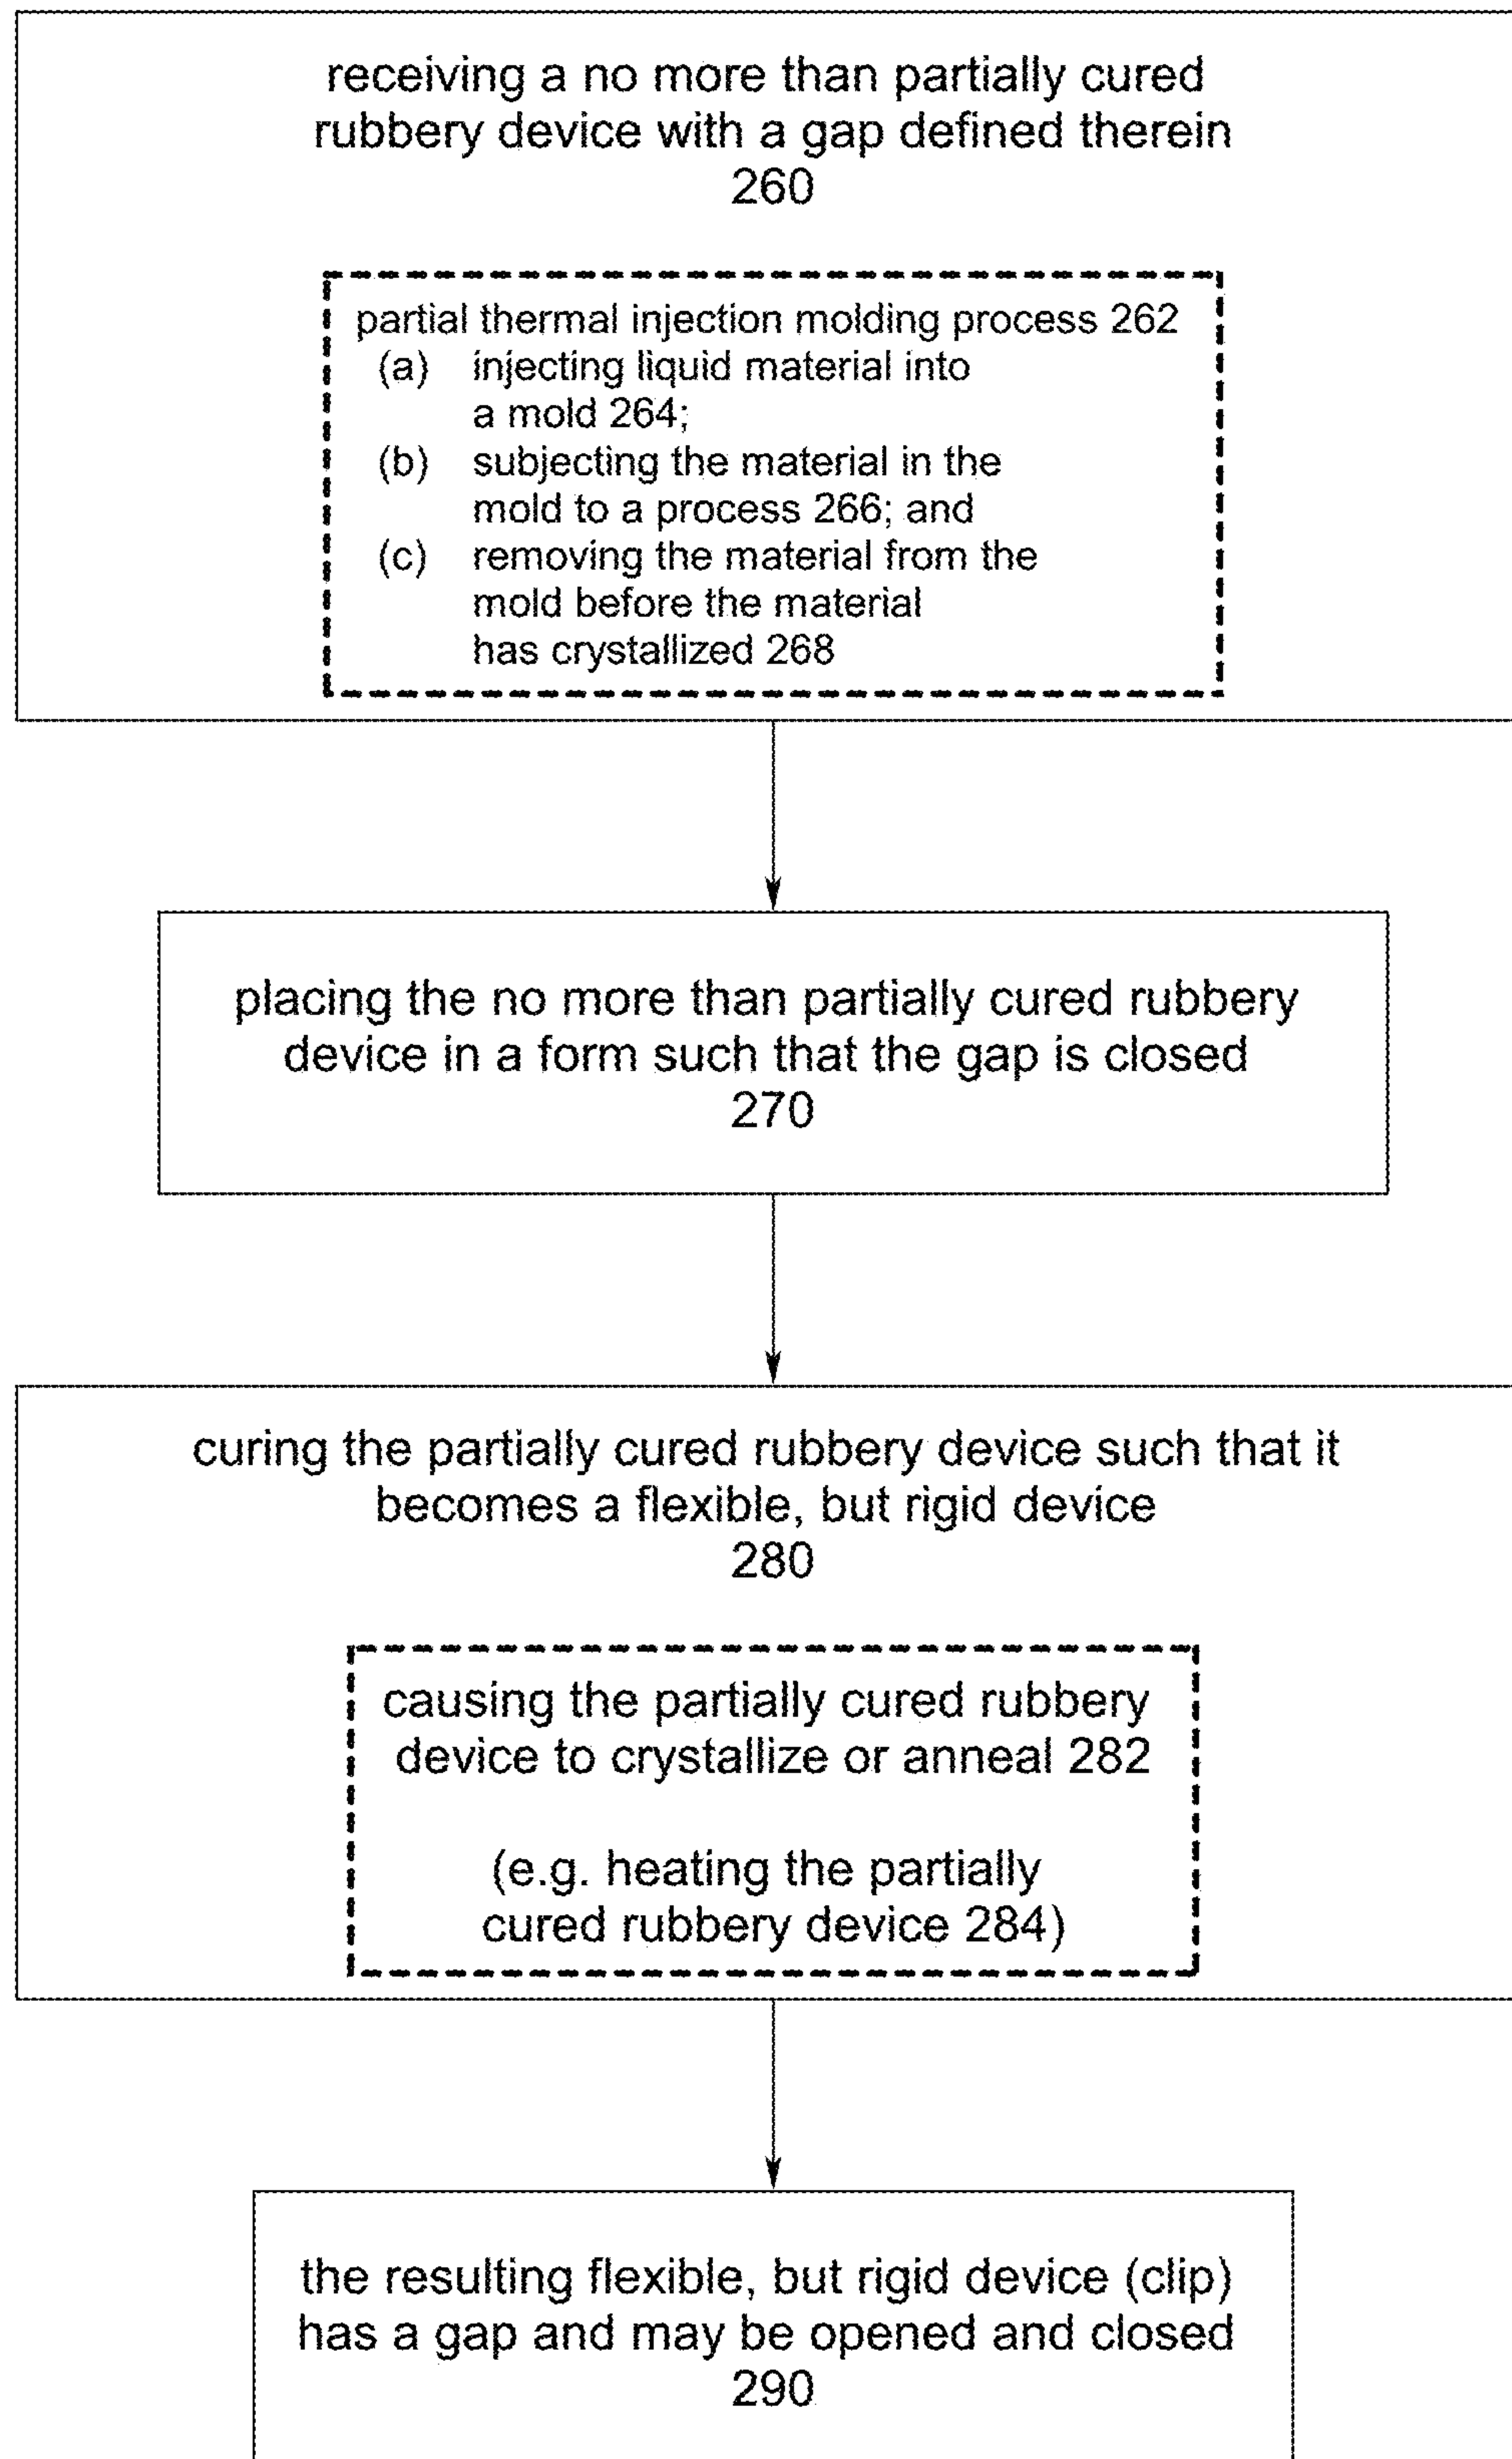 receiving a no more than partially cured
rubbery device with a gap defined therein
260
partial thermal injection molding process 262
(a) injecting liquid material into
a mold 264;
(b) subjecting the material in the
mold to a process 266; and
(c) removing the material from the
mold before the material
has crystallized 268
placing the no more than partially cured rubbery
device in a form such that the gap is closed
270
curing the partially cured rubbery device such that it
becomes a flexible, but rigid device
280
causing the partially cured rubbery
device to crystallize or anneal 282
(e.g. heating the partially
cured rubbery device 284)
the resulting flexible, but rigid device (clip)
has a gap and may be opened and closed
290